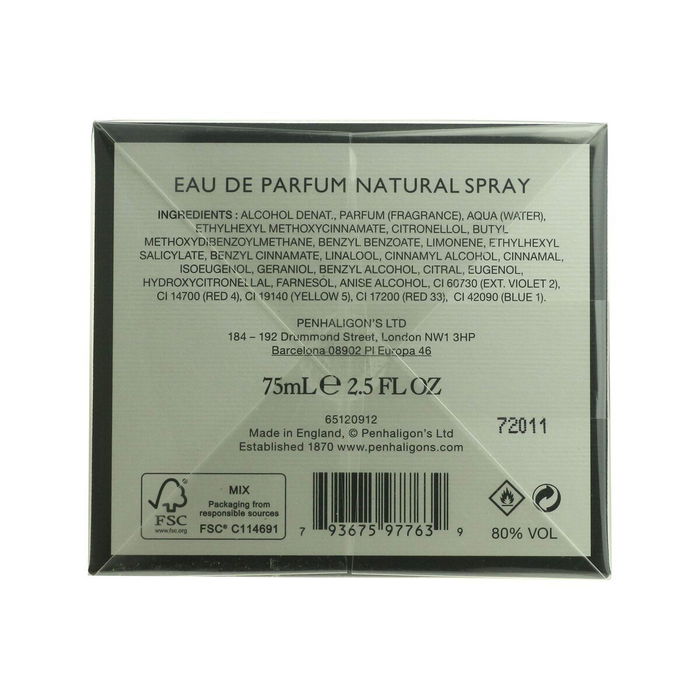 EAU DE PARFUM NATURAL SPRAY
INGREDIENTS : ALCOHOL DENAT., PARFUM (FRAGRANCE), AQUA (WATER),
ETHYLHEXYL METHOXYCINNAMATE, CITRONELLOL, BUTYL
METHOXYDIBENZOYLMETHANE, BENZYL BENZOATE, LIMONENE, ETHYLHEXYL
SALICYLATE, BENZYL CINNAMATE, LINALOOL, CINNAMYL ALCOHOL, CINNAMAL,
ISOEUGENOL, GERANIOL, BENZYL ALCOHOL, CITRAL, EUGENOL,
HYDROXYCITRONELLAL, FARNESOL, ANISE ALCOHOL, CI 60730 (EXT. VIOLET 2),
CI 14700 (RED 4), CI 19140 (YELLOW 5), CI 17200 (RED 33), CI 42090 (BLUE 1).
PENHALIGON'S LTD
184 – 192 Drummond Street, London NW1 3HP
Barcelona 08902 Pl Europa 46
75mL ℮ 2.5 FL OZ
65120912
72011
Made in England, © Penhaligon's Ltd
Established 1870 www.penhaligons.com
FSC
www.fsc.org
MIX
Packaging from
responsible sources
FSC® C114691
7 93675 97763 9
80% VOL